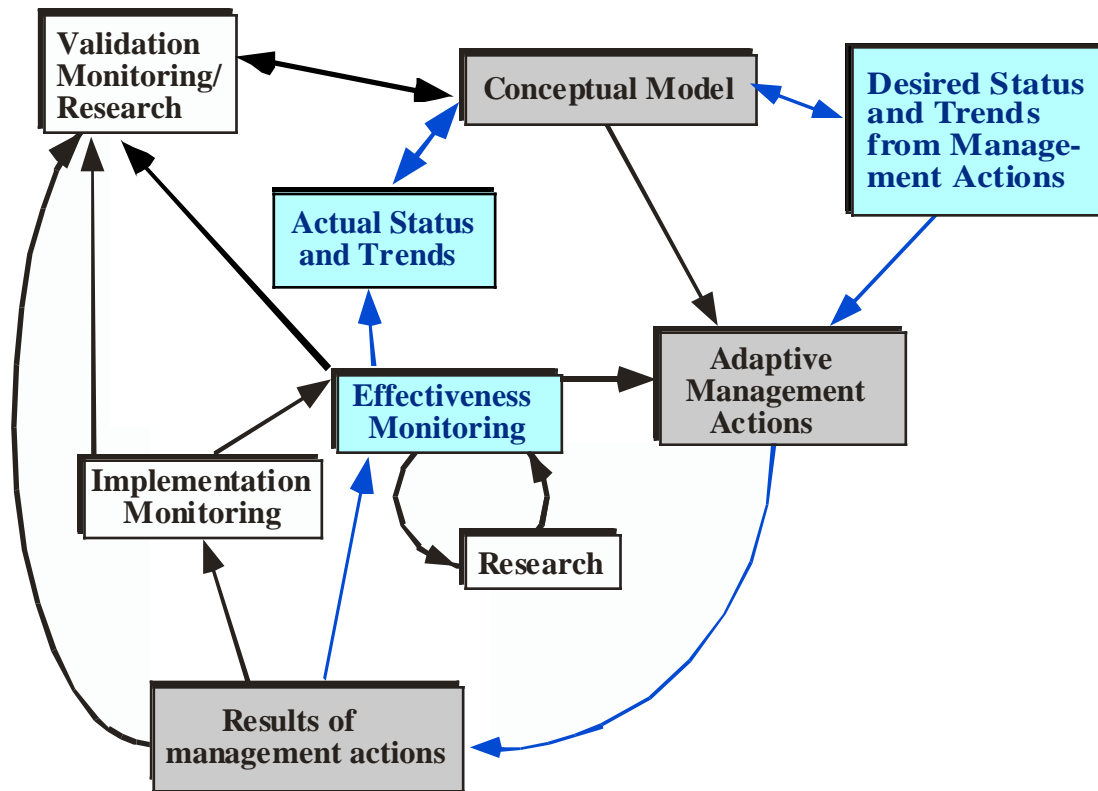 Validation
Monitoring/
Research
Conceptual Model
Desired Status
and Trends
from Manage-
ment Actions
Actual Status
and Trends
Effectiveness
Monitoring
Adaptive
Management
Actions
Implementation
Monitoring
Research
Results of
management actions